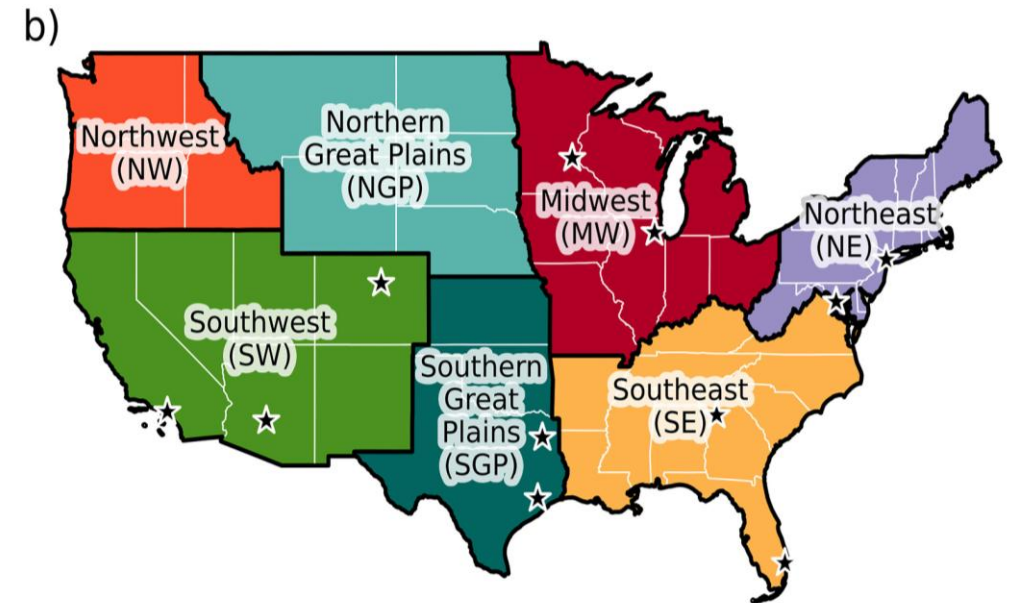 b)
Northwest
(NW)
Northern
Great Plains
(NGP)
Midwest
(MW)
Northeast
(NE)
Southwest
(SW)
Southern
Great
Plains
(SGP)
Southeast
(SE)